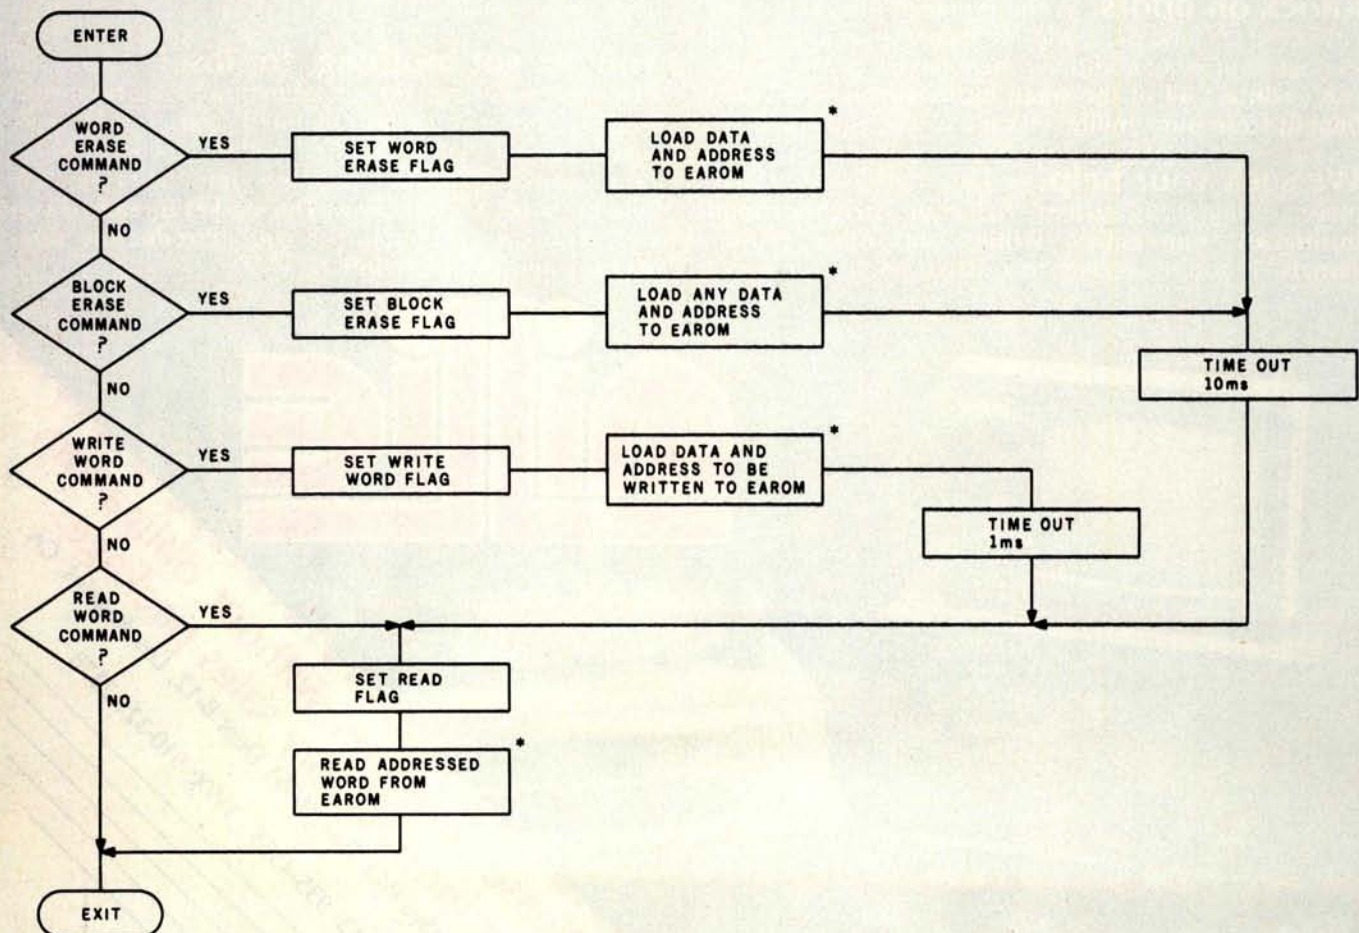 ENTER
WORD
ERASE
COMMAND
?
YES
SET WORD
ERASE FLAG
LOAD DATA
AND ADDRESS
TO EAROM
*
NO
BLOCK
ERASE
COMMAND
?
YES
SET BLOCK
ERASE FLAG
LOAD ANY DATA
AND ADDRESS
TO EAROM
*
TIME OUT
10ms
NO
WRITE
WORD
COMMAND
?
YES
SET WRITE
WORD FLAG
LOAD DATA AND
ADDRESS TO BE
WRITTEN TO EAROM
*
TIME OUT
1ms
NO
READ
WORD
COMMAND
?
YES
SET READ
FLAG
NO
READ ADDRESSED
WORD FROM
EAROM
*
EXIT